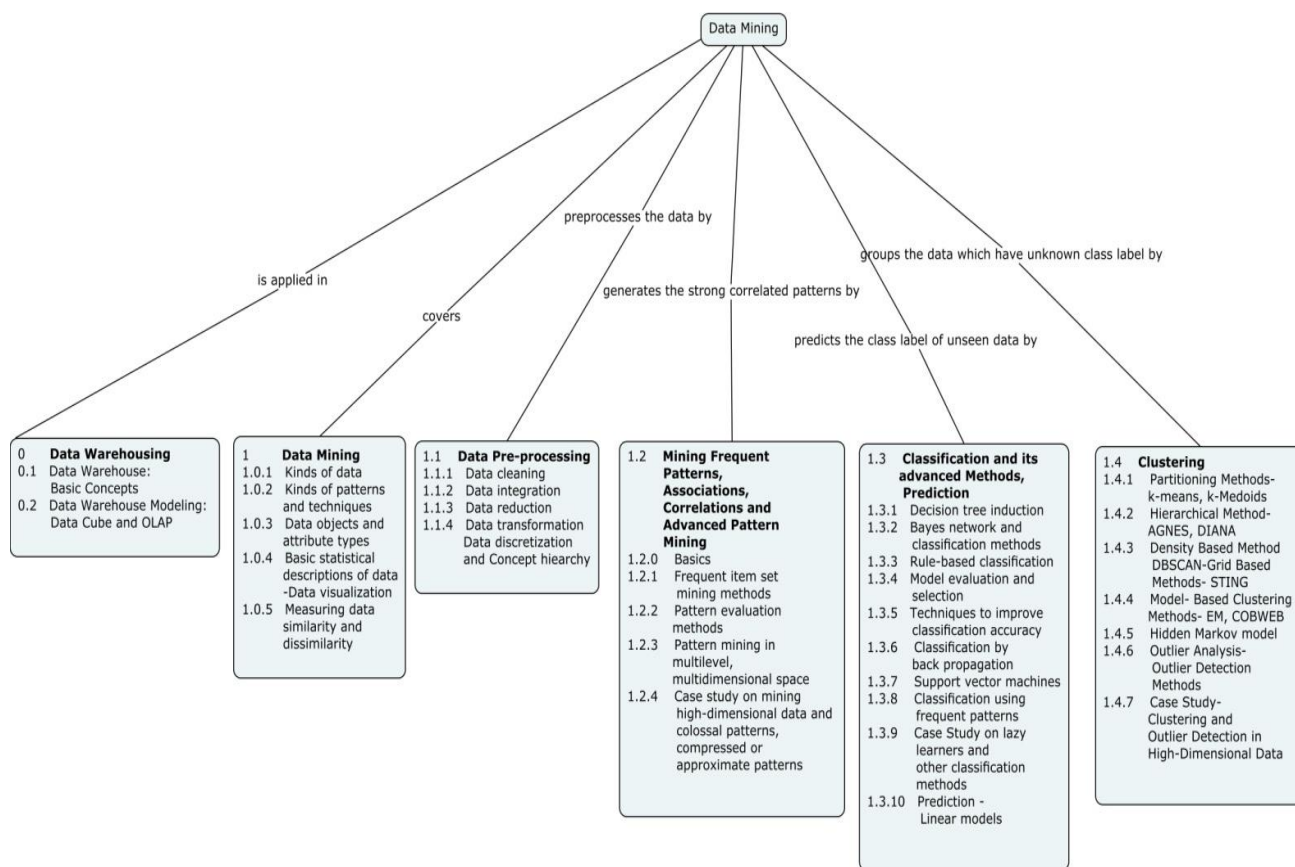 Data Mining
preprocesses the data by
groups the data which have unknown class label by
is applied in
generates the strong correlated patterns by
covers
predicts the class label of unseen data by
0 Data Warehousing
0.1 Data Warehouse:
Basic Concepts
0.2 Data Warehouse Modeling:
Data Cube and OLAP
1 Data Mining
1.0.1 Kinds of data
1.0.2 Kinds of patterns
and techniques
1.0.3 Data objects and
attribute types
1.0.4 Basic statistical
descriptions of data
-Data visualization
1.0.5 Measuring data
similarity and
dissimilarity
1.1 Data Pre-processing
1.1.1 Data cleaning
1.1.2 Data integration
1.1.3 Data reduction
1.1.4 Data transformation
Data discretization
and Concept hiearchy
1.2 Mining Frequent
Patterns,
Associations,
Correlations and
Advanced Pattern
Mining
1.2.0 Basics
1.2.1 Frequent item set
mining methods
1.2.2 Pattern evaluation
methods
1.2.3 Pattern mining in
multilevel,
multidimensional space
1.2.4 Case study on mining
high-dimensional data and
colossal patterns,
compressed or
approximate patterns
1.3 Classification and its
advanced Methods,
Prediction
1.3.1 Decision tree induction
1.3.2 Bayes network and
classification methods
1.3.3 Rule-based classification
1.3.4 Model evaluation and
selection
1.3.5 Techniques to improve
classification accuracy
1.3.6 Classification by
back propagation
1.3.7 Support vector machines
1.3.8 Classification using
frequent patterns
1.3.9 Case Study on lazy
learners and
other classification
methods
1.3.10 Prediction -
Linear models
1.4 Clustering
1.4.1 Partitioning Methods-
k-means, k-Medoids
1.4.2 Hierarchical Method-
AGNES, DIANA
1.4.3 Density Based Method
DBSCAN-Grid Based
Methods- STING
1.4.4 Model- Based Clustering
Methods- EM, COBWEB
1.4.5 Hidden Markov model
1.4.6 Outlier Analysis-
Outlier Detection
Methods
1.4.7 Case Study-
Clustering and
Outlier Detection in
High-Dimensional Data